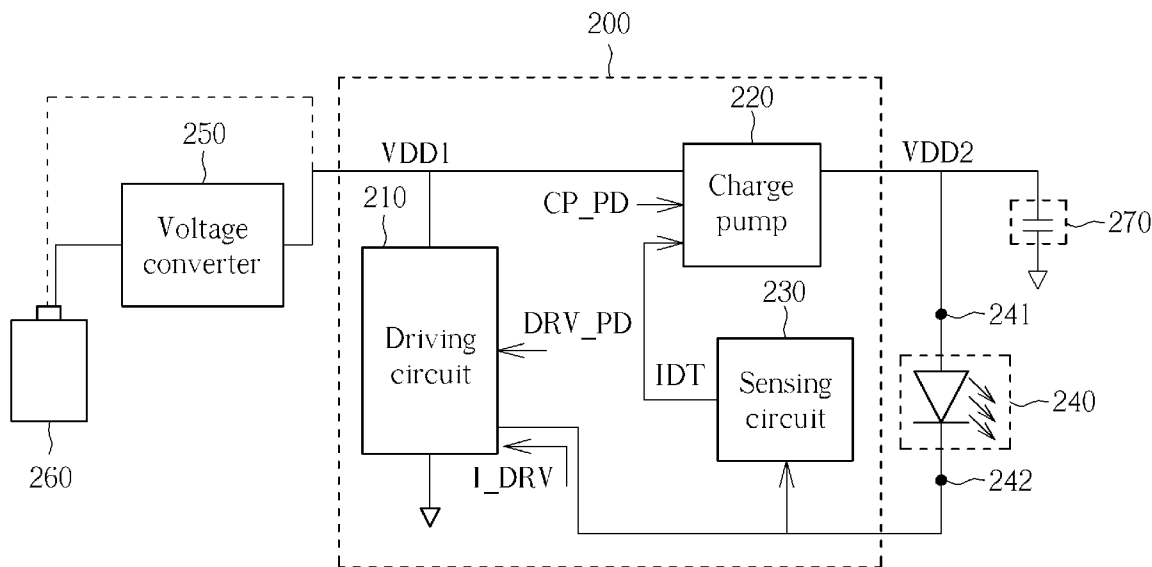 200
220
250
VDD1
VDD2
210
Charge
pump
CP_PD
270
Voltage
converter
230
241
Driving
circuit
DRV_PD
IDT
Sensing
circuit
240
I_DRV
260
242